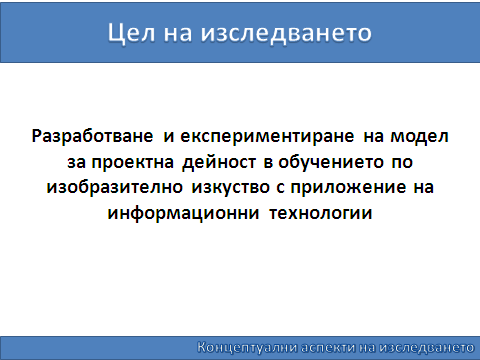 Цел на изследването
Разработване и експериментиране на модел
за проектна дейност в обучението по
изобразително изкуство с приложение на
информационни технологии
Концептуални аспекти на изследването